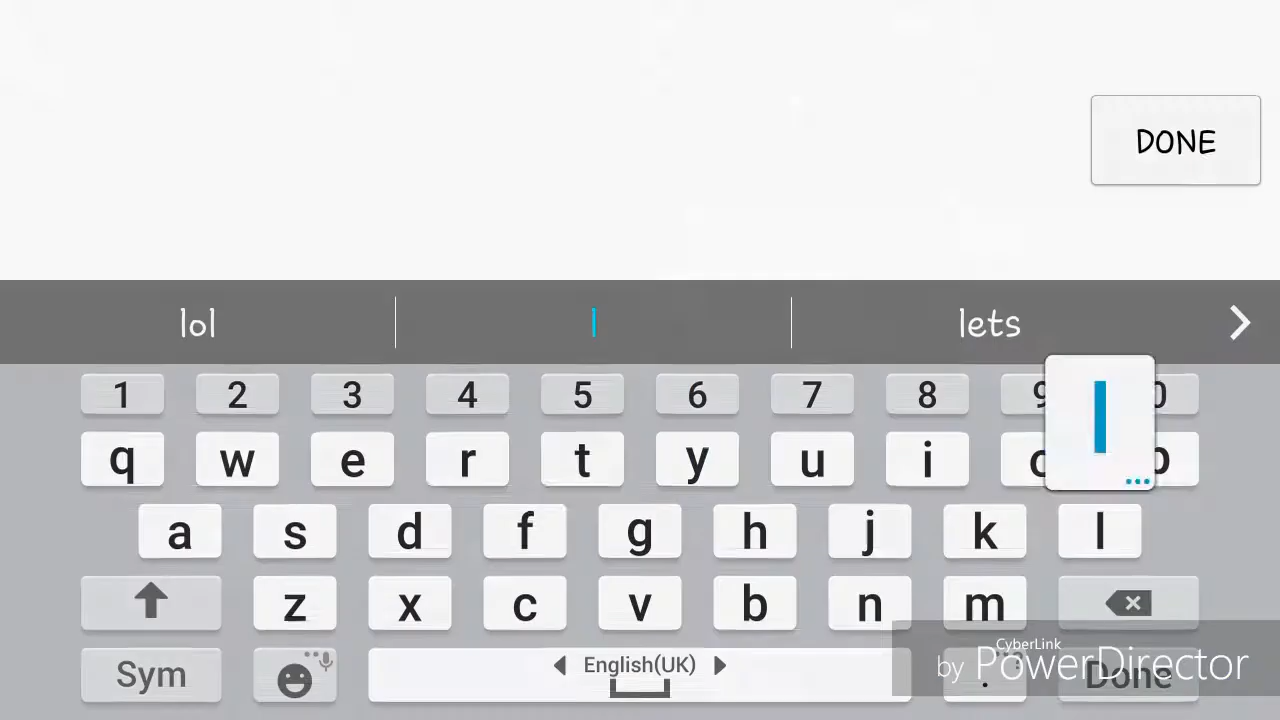 DONE
lol l lets
1 2 3 4 5 6 7 8 9 0
q w e r t y u i o p
l
a s d f g h j k l
z x c v b n m
Sym English(UK) . Done
CyberLink
by PowerDirector